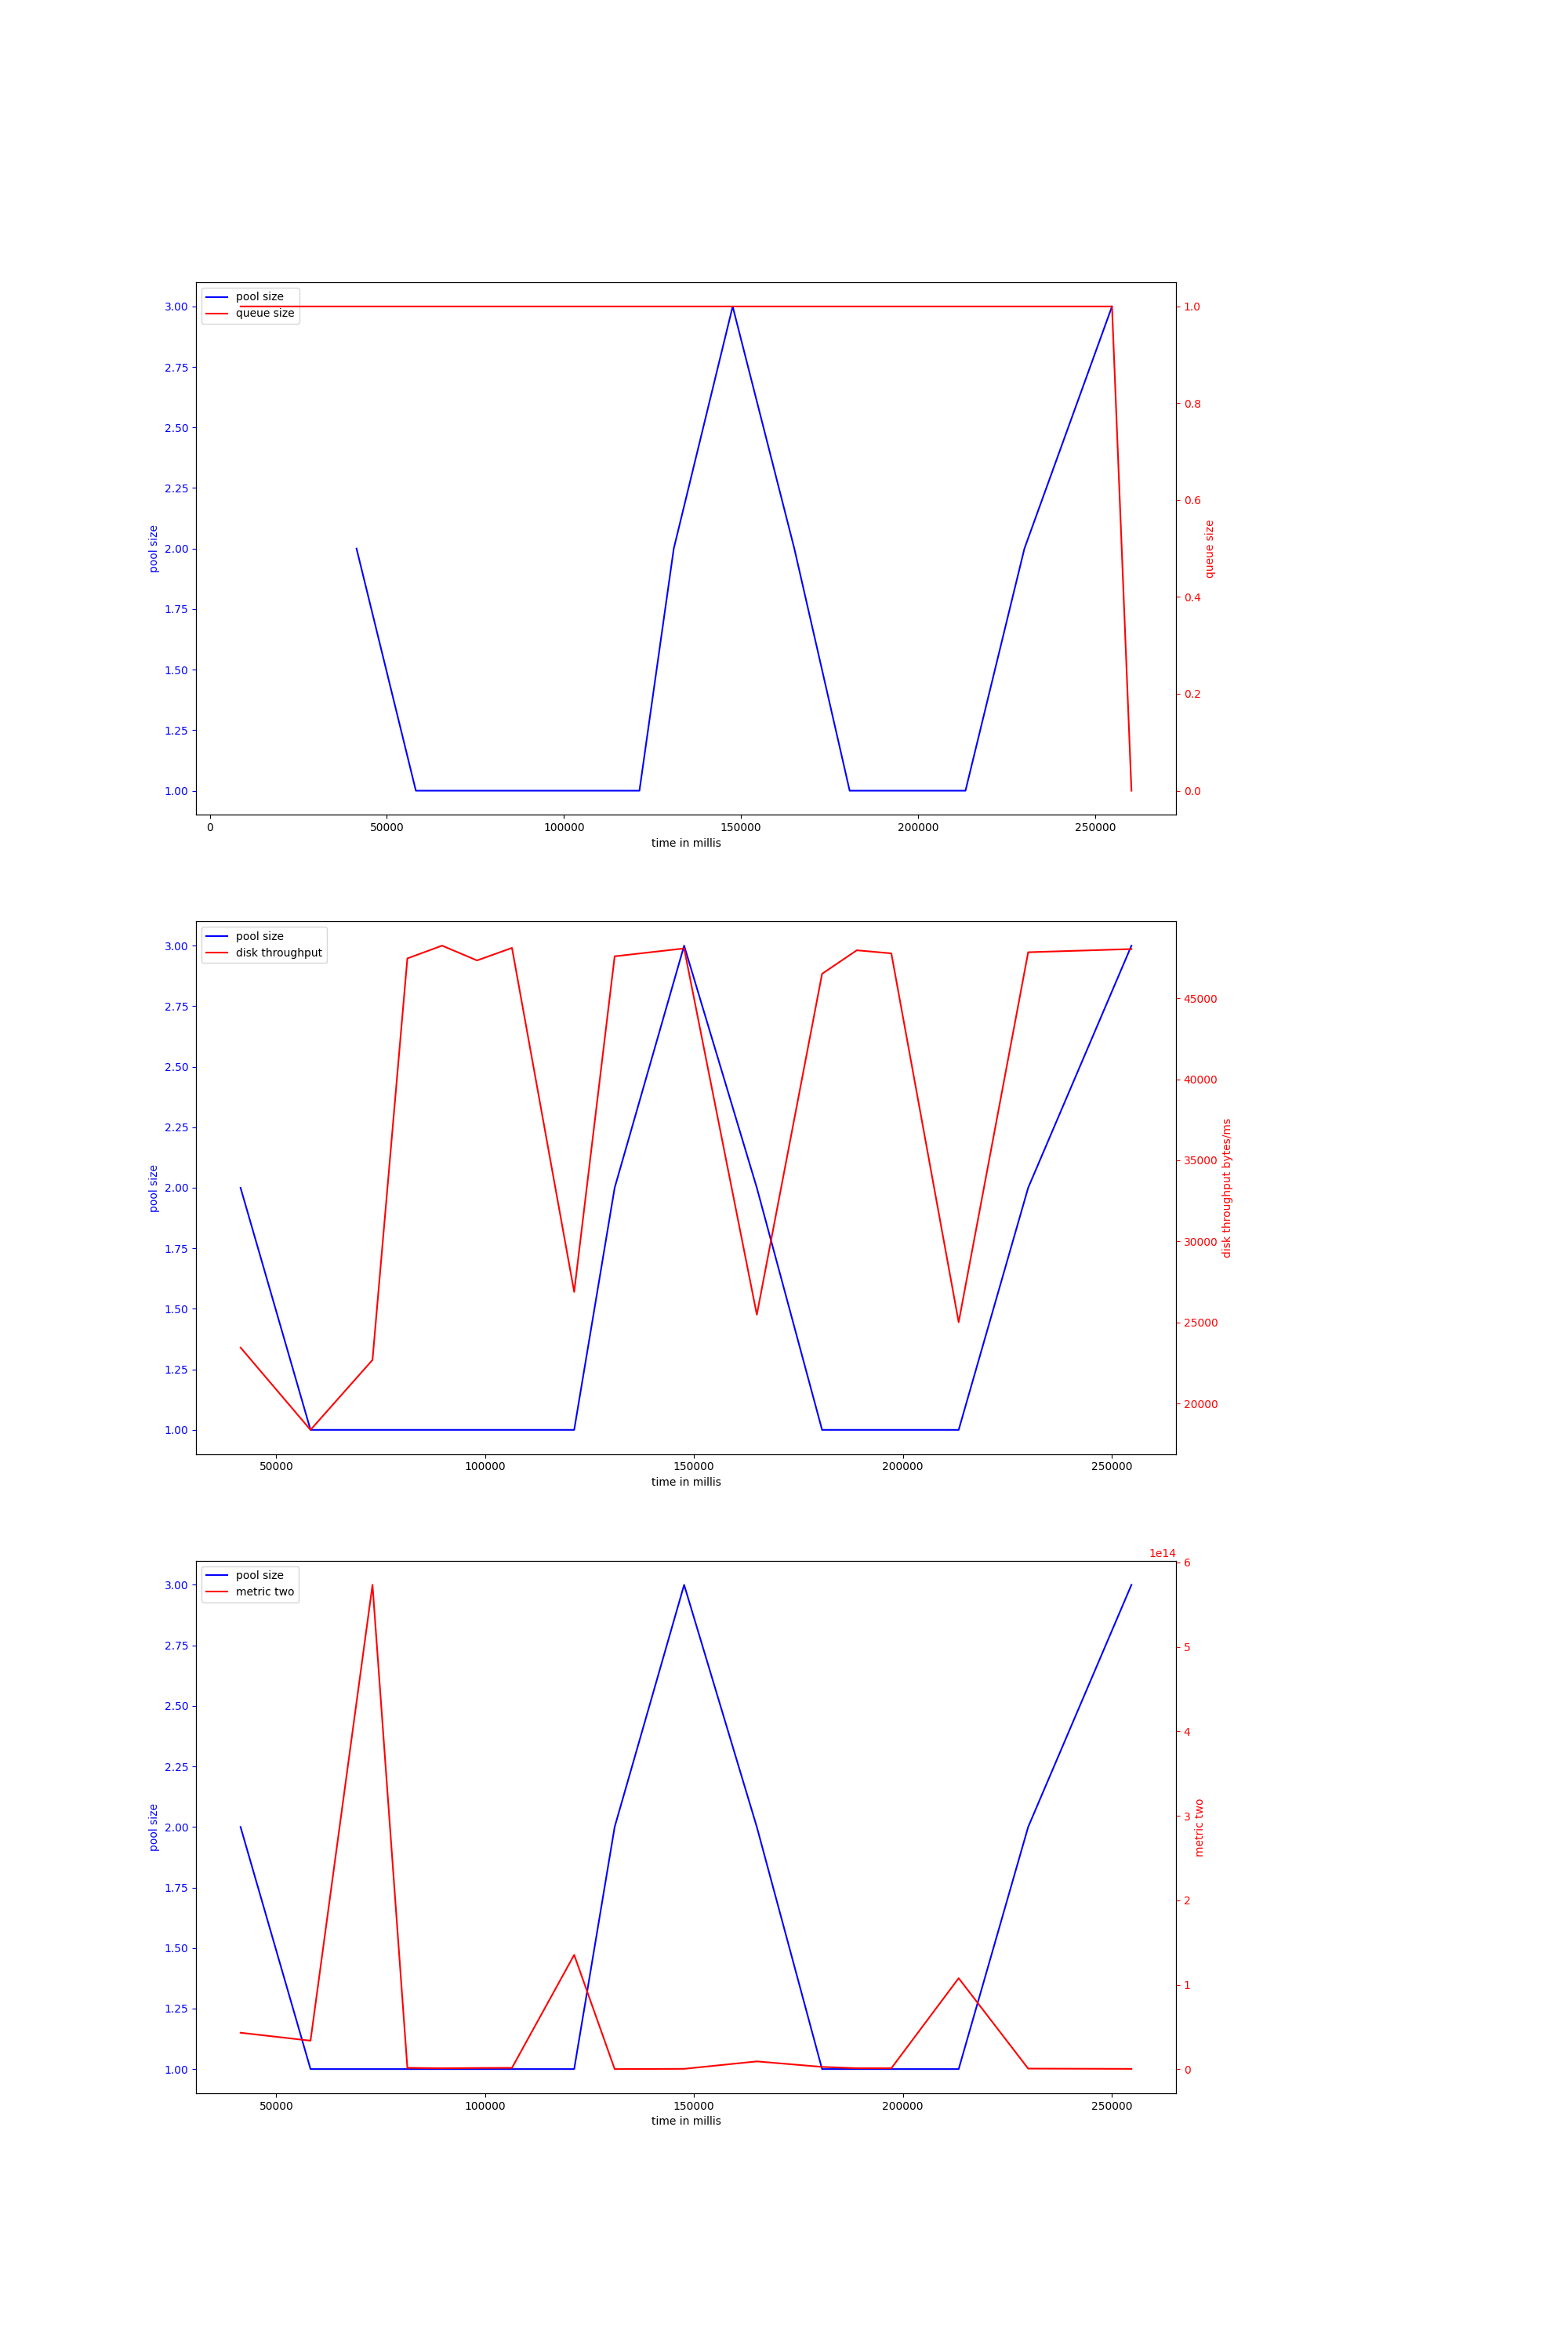 pool size
queue size
3.00
2.75
2.50
2.25
2.00
1.75
1.50
1.25
1.00
pool size
1.0
0.8
0.6
0.4
0.2
0.0
queue size
0 50000 100000 150000 200000 250000
time in millis
pool size
disk throughput
3.00
2.75
2.50
2.25
2.00
1.75
1.50
1.25
1.00
pool size
45000
40000
35000
30000
25000
20000
disk throughput bytes/ms
50000 100000 150000 200000 250000
time in millis
1e14
pool size
metric two
3.00
2.75
2.50
2.25
2.00
1.75
1.50
1.25
1.00
pool size
6
5
4
3
2
1
0
metric two
50000 100000 150000 200000 250000
time in millis